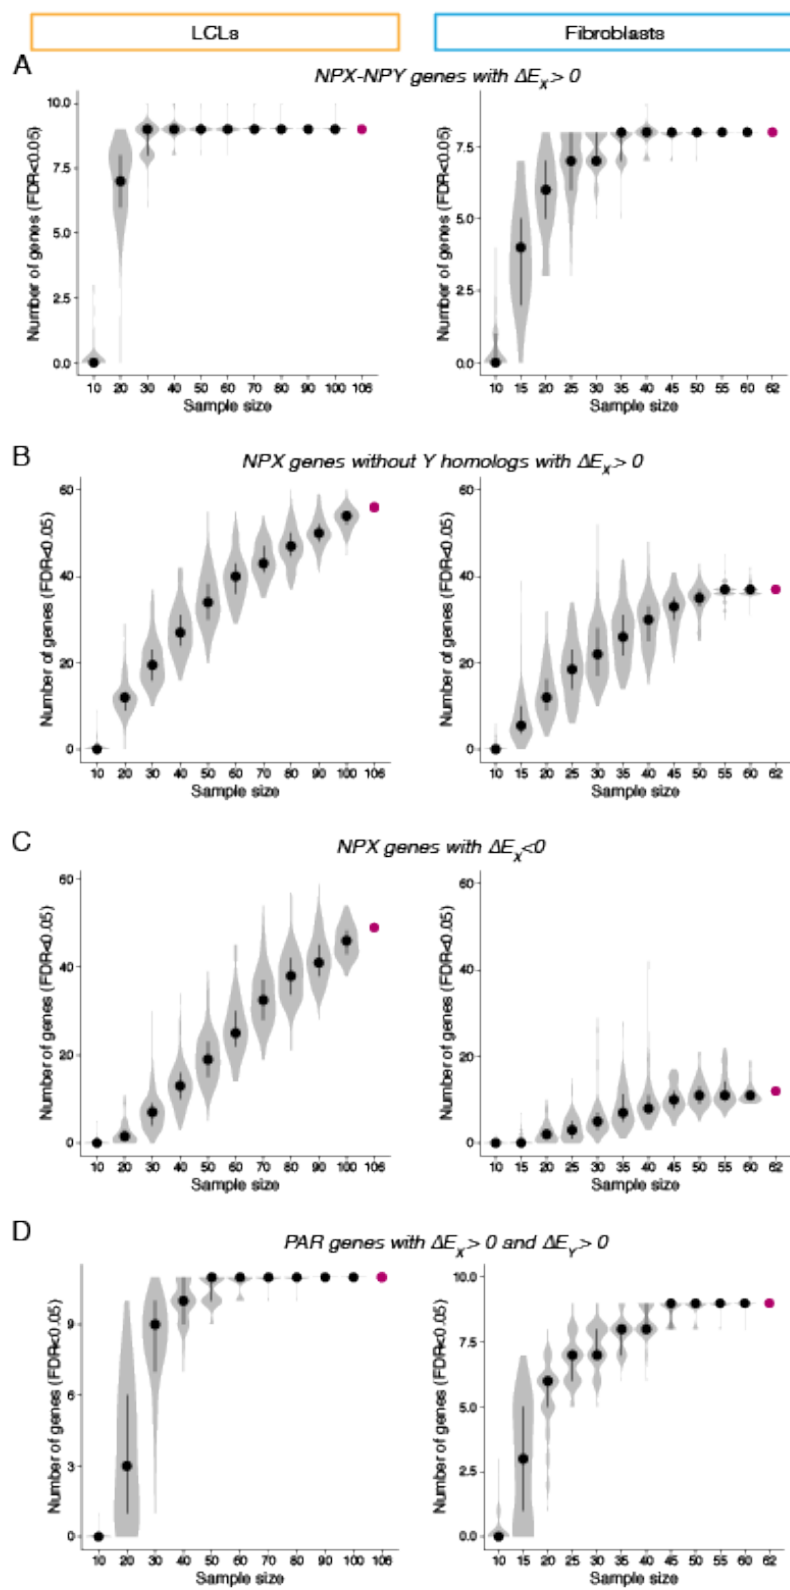 LCLs Fibroblasts
A
NPX-NPY genes with ΔEX > 0
Number of genes (FDR<0.05)
10.0
7.5
5.0
2.5
0.0
10 20 30 40 50 60 70 80 90 100 106
Sample size
Number of genes (FDR<0.05)
7.5
5.0
2.5
0.0
10 15 20 25 30 35 40 45 50 55 60 62
Sample size
B
NPX genes without Y homologs with ΔEX > 0
Number of genes (FDR<0.05)
60
40
20
0
10 20 30 40 50 60 70 80 90 100 106
Sample size
Number of genes (FDR<0.05)
60
40
20
0
10 15 20 25 30 35 40 45 50 55 60 62
Sample size
C
NPX genes with ΔEX<0
Number of genes (FDR<0.05)
60
40
20
0
10 20 30 40 50 60 70 80 90 100 106
Sample size
Number of genes (FDR<0.05)
60
40
20
0
10 15 20 25 30 35 40 45 50 55 60 62
Sample size
D
PAR genes with ΔEX > 0 and ΔEY > 0
Number of genes (FDR<0.05)
9
6
3
0
10 20 30 40 50 60 70 80 90 100 106
Sample size
Number of genes (FDR<0.05)
10.0
7.5
5.0
2.5
0.0
10 15 20 25 30 35 40 45 50 55 60 62
Sample size